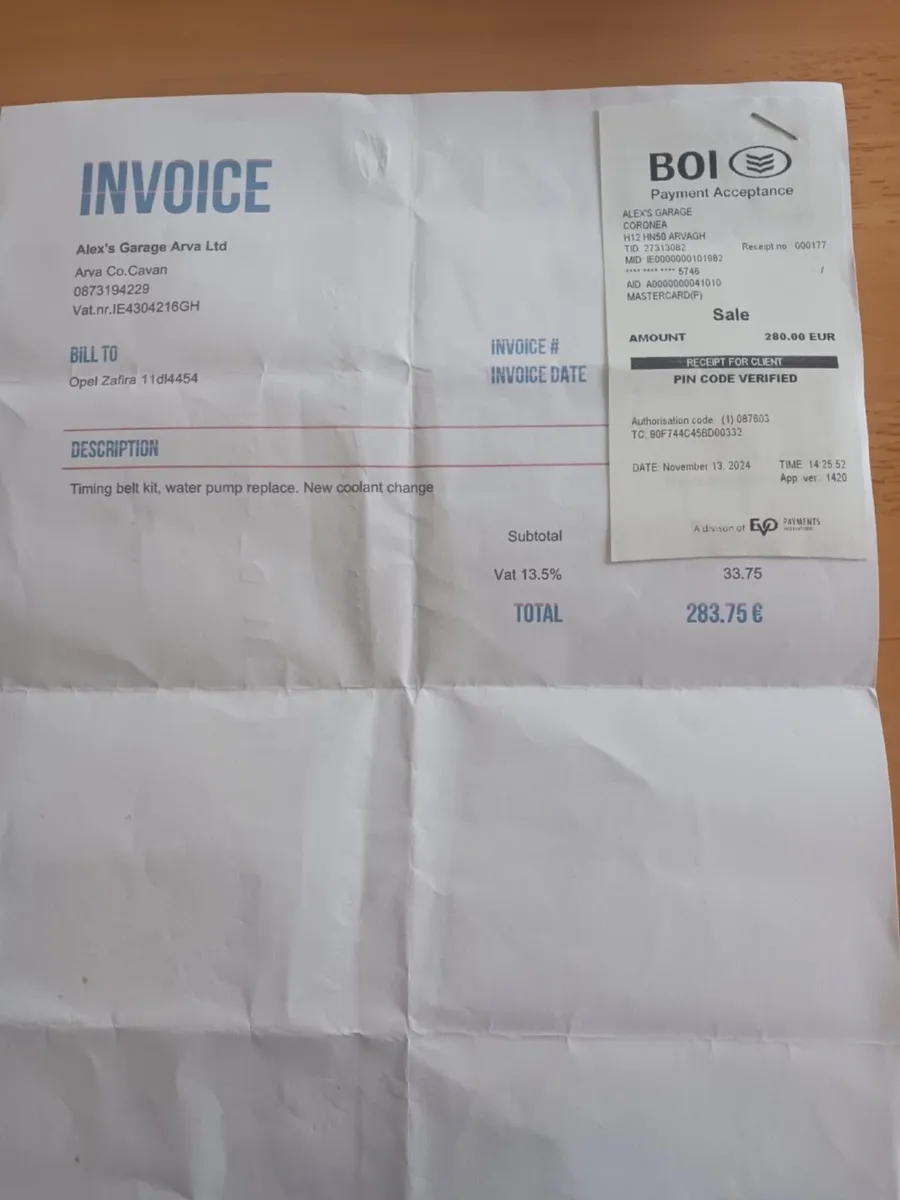 INVOICE
Alex's Garage Arva Ltd
Arva Co.Cavan
0873194229
Vat.nr.IE4304216GH
BILL TO
Opel Zafira 11dl4454
INVOICE #
INVOICE DATE
DESCRIPTION
Timing belt kit, water pump replace. New coolant change
Subtotal
Vat 13.5% 33.75
TOTAL 283.75 €
BOI
Payment Acceptance
ALEX'S GARAGE
CORONEA
H12 HN50 ARVAGH
TID 27313082 Receipt no 000177
MID IE0000000101982
**** **** **** 5746 /
AID A0000000041010
MASTERCARD(P)
Sale
AMOUNT 280.00 EUR
RECEIPT FOR CLIENT
PIN CODE VERIFIED
Authorisation code (1) 087603
TC: 90F744C456D00332
DATE: November 13, 2024 TIME 14:25:52
App ver: 1420
A division of EVO PAYMENTS